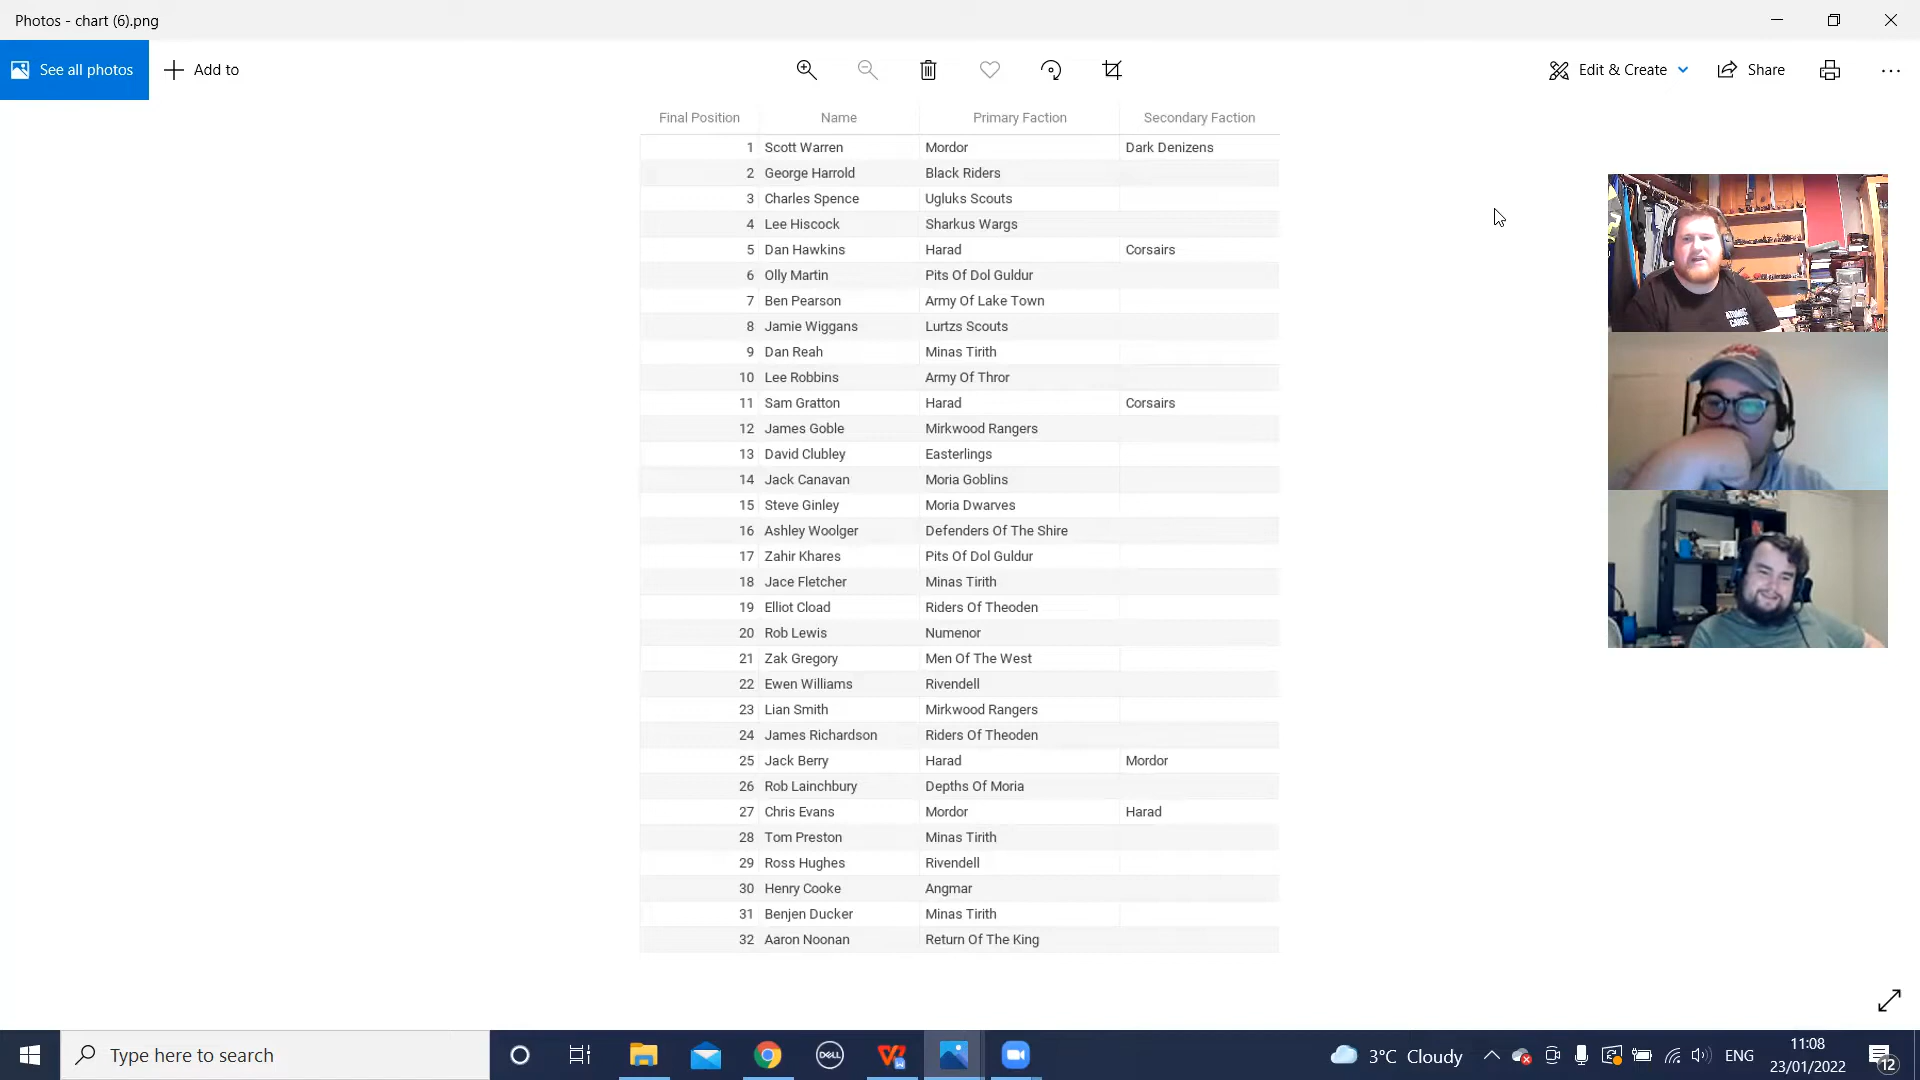 Photos - chart (6).png
See all photos Add to Edit & Create Share
Final Position Name Primary Faction Secondary Faction
1 Scott Warren Mordor Dark Denizens
2 George Harrold Black Riders
3 Charles Spence Ugluks Scouts
4 Lee Hiscock Sharkus Wargs
5 Dan Hawkins Harad Corsairs
6 Olly Martin Pits Of Dol Guldur
7 Ben Pearson Army Of Lake Town
8 Jamie Wiggans Lurtzs Scouts
9 Dan Reah Minas Tirith
10 Lee Robbins Army Of Thror
11 Sam Gratton Harad Corsairs
12 James Goble Mirkwood Rangers
13 David Clubley Easterlings
14 Jack Canavan Moria Goblins
15 Steve Ginley Moria Dwarves
16 Ashley Woolger Defenders Of The Shire
17 Zahir Khares Pits Of Dol Guldur
18 Jace Fletcher Minas Tirith
19 Elliot Cload Riders Of Theoden
20 Rob Lewis Numenor
21 Zak Gregory Men Of The West
22 Ewen Williams Rivendell
23 Lian Smith Mirkwood Rangers
24 James Richardson Riders Of Theoden
25 Jack Berry Harad Mordor
26 Rob Lainchbury Depths Of Moria
27 Chris Evans Mordor Harad
28 Tom Preston Minas Tirith
29 Ross Hughes Rivendell
30 Henry Cooke Angmar
31 Benjen Ducker Minas Tirith
32 Aaron Noonan Return Of The King
ATOMIC
CARDS
Type here to search DELL 3°C Cloudy ENG 11:08
23/01/2022 12